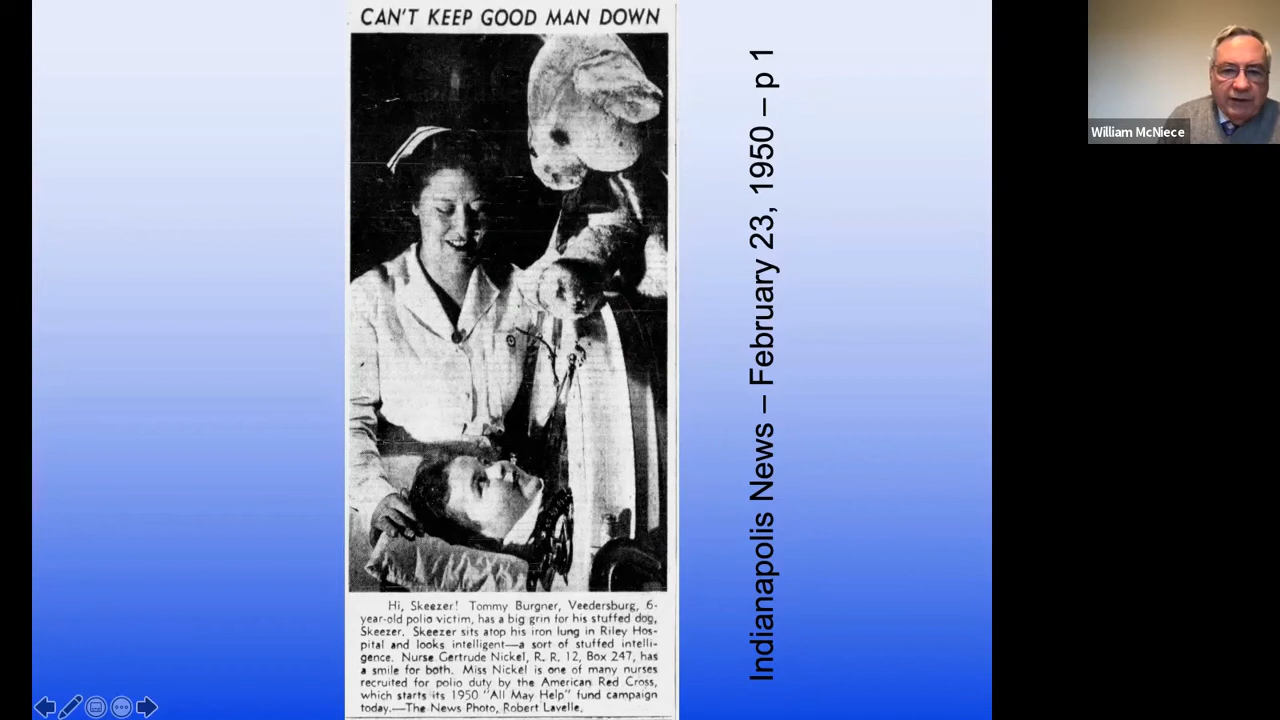 CAN'T KEEP GOOD MAN DOWN
Hi, Skeezer! Tommy Burgner, Veedersburg, 6-
year-old polio victim, has a big grin for his stuffed dog,
Skeezer. Skeezer sits atop his iron lung in Riley Hos-
pital and looks intelligent—a sort of stuffed intelli-
gence. Nurse Gertrude Nickel, R. R. 12, Box 247, has
a smile for both. Miss Nickel is one of many nurses
recruited for polio duty by the American Red Cross,
which starts its 1950 "All May Help" fund campaign
today.—The News Photo, Robert Lavelle.
Indianapolis News – February 23, 1950 – p 1
William McNiece